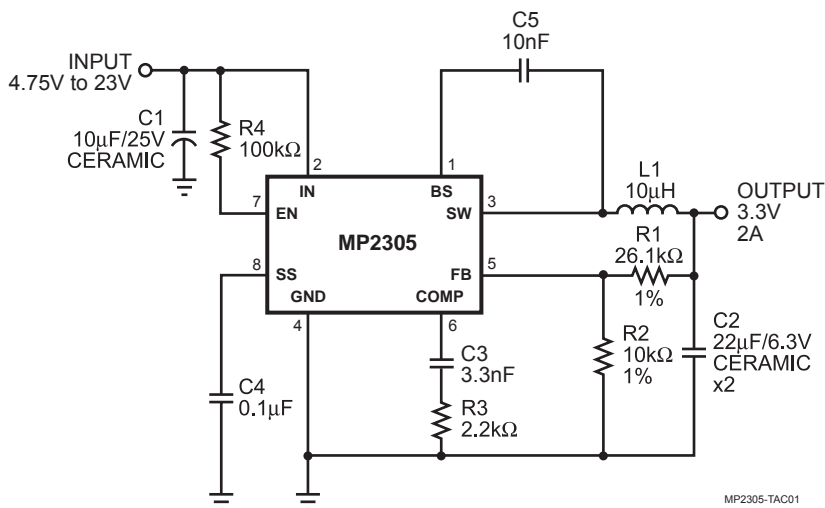 C5
10nF
INPUT
4.75V to 23V
C1
10µF/25V
CERAMIC
R4
100kΩ
2
1
IN
BS
7
EN
SW
3
MP2305
L1
10µH
OUTPUT
3.3V
2A
8
SS
FB
5
R1
26.1kΩ
1%
GND
COMP
4
6
C3
3.3nF
R2
10kΩ
1%
C2
22µF/6.3V
CERAMIC
x2
C4
0.1µF
R3
2.2kΩ
MP2305-TAC01